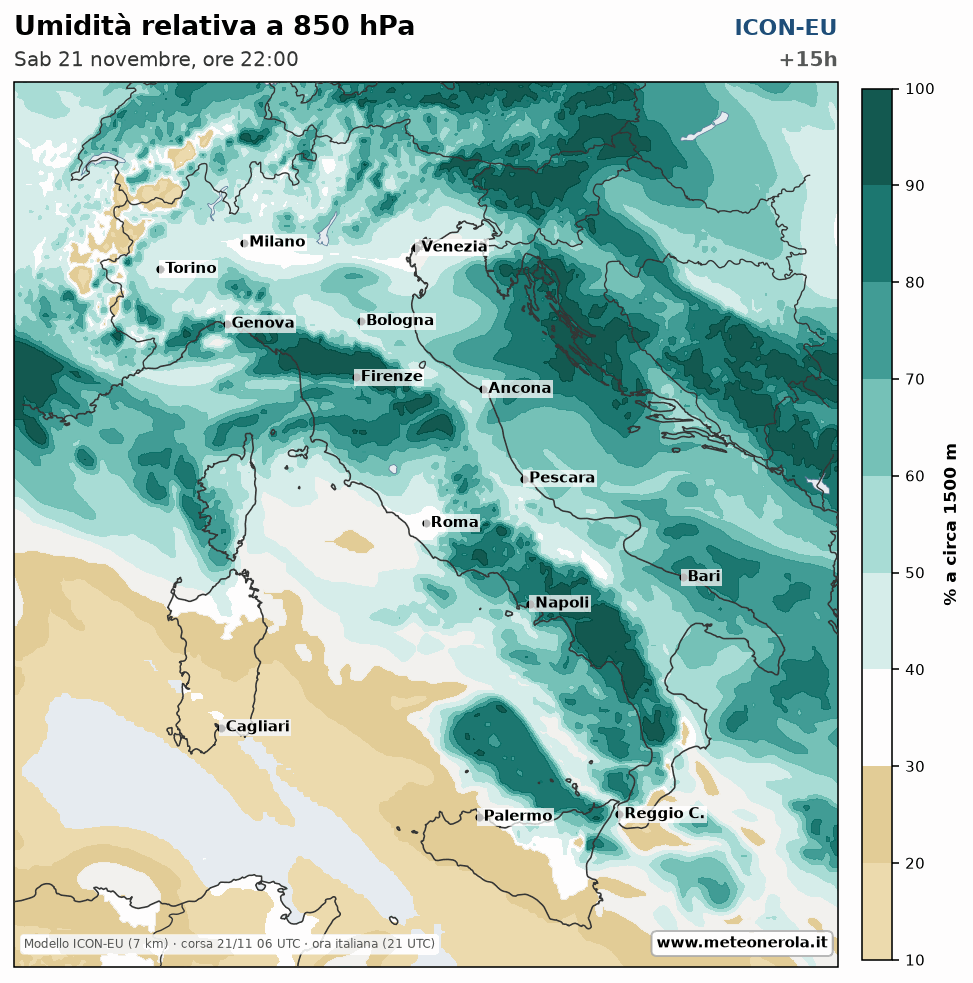 Umidità relativa a 850 hPa
ICON-EU
Sab 21 novembre, ore 22:00
+15h
100
90
80
70
60
50
40
30
20
10
% a circa 1500 m
Milano
Venezia
Torino
Genova
Bologna
Firenze
Ancona
Pescara
Roma
Bari
Napoli
Cagliari
Palermo
Reggio C.
Modello ICON-EU (7 km) · corsa 21/11 06 UTC · ora italiana (21 UTC)
www.meteonerola.it